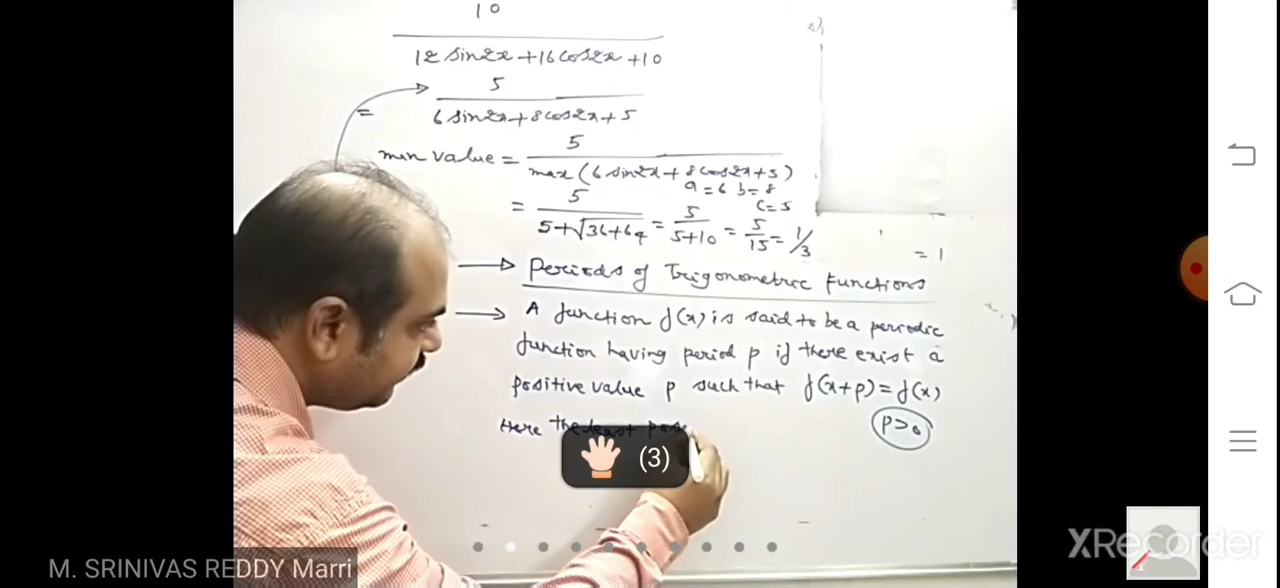 10
12 sin2x + 16 cos2x + 10
5
= 6 sin2x + 8 cos2x + 5
min value = 5
max (6 sin2x + 8 cos2x + 5)
a = 6 b = 8
c = 5
= 5 / 5+√36+64 = 5 / 5+10 = 5/15 = 1/3
= 1
→ Periods of Trigonometric Functions
→ A function f(x) is said to be a periodic
function having period p if there exist a
positive value p such that f(x+p) = f(x)
Here the least pos
p>0
(3)
M. SRINIVAS REDDY Marri
XRecorder